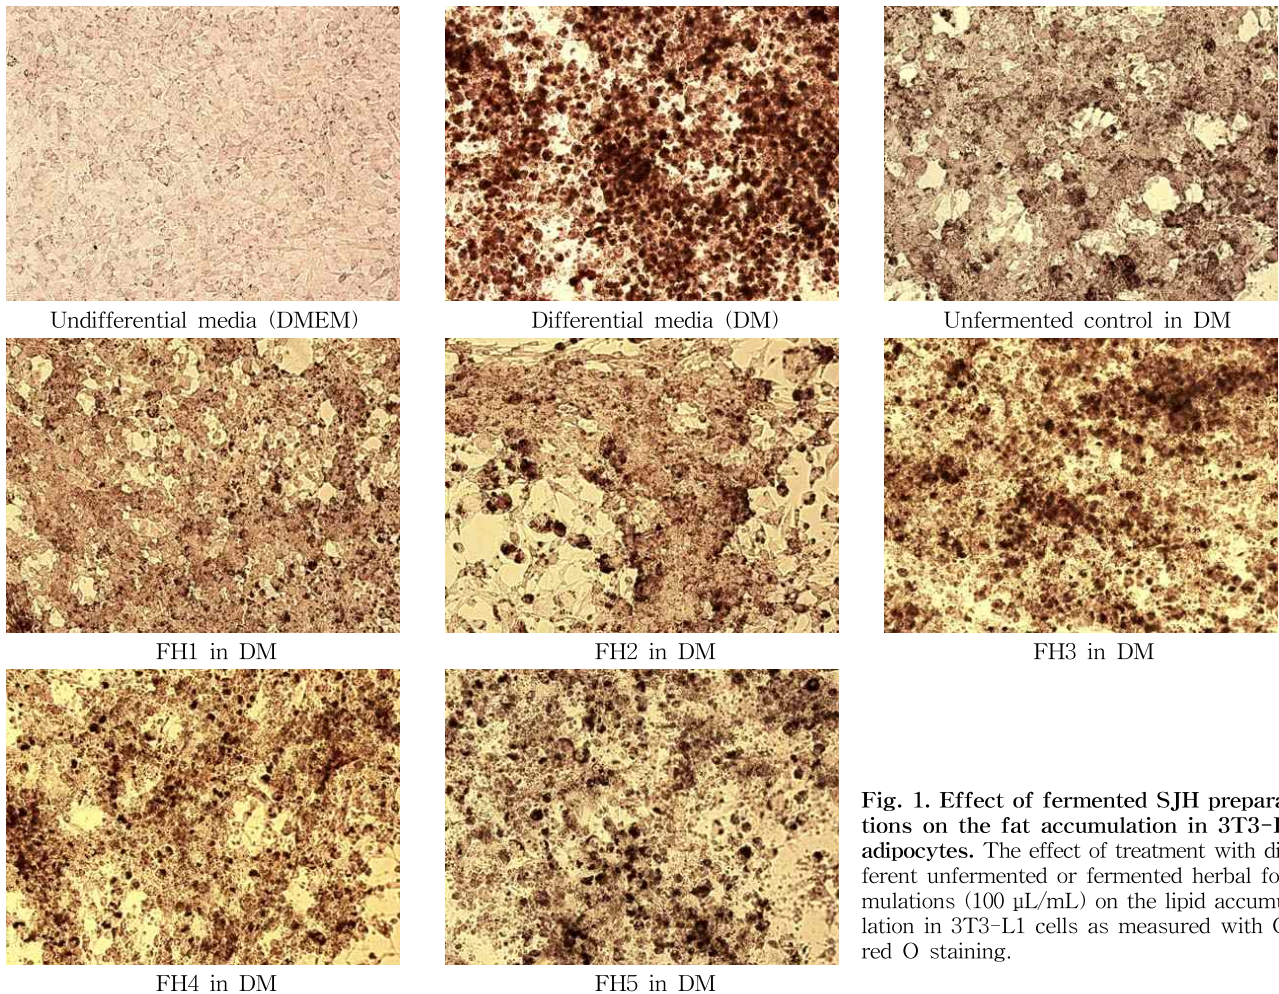 Undifferential media (DMEM)
Differential media (DM)
Unfermented control in DM
FH1 in DM
FH2 in DM
FH3 in DM
FH4 in DM
FH5 in DM
Fig. 1. Effect of fermented SJH prepara
tions on the fat accumulation in 3T3-L
adipocytes. The effect of treatment with di
ferent unfermented or fermented herbal fo
mulations (100 μL/mL) on the lipid accumu
lation in 3T3-L1 cells as measured with
red O staining.